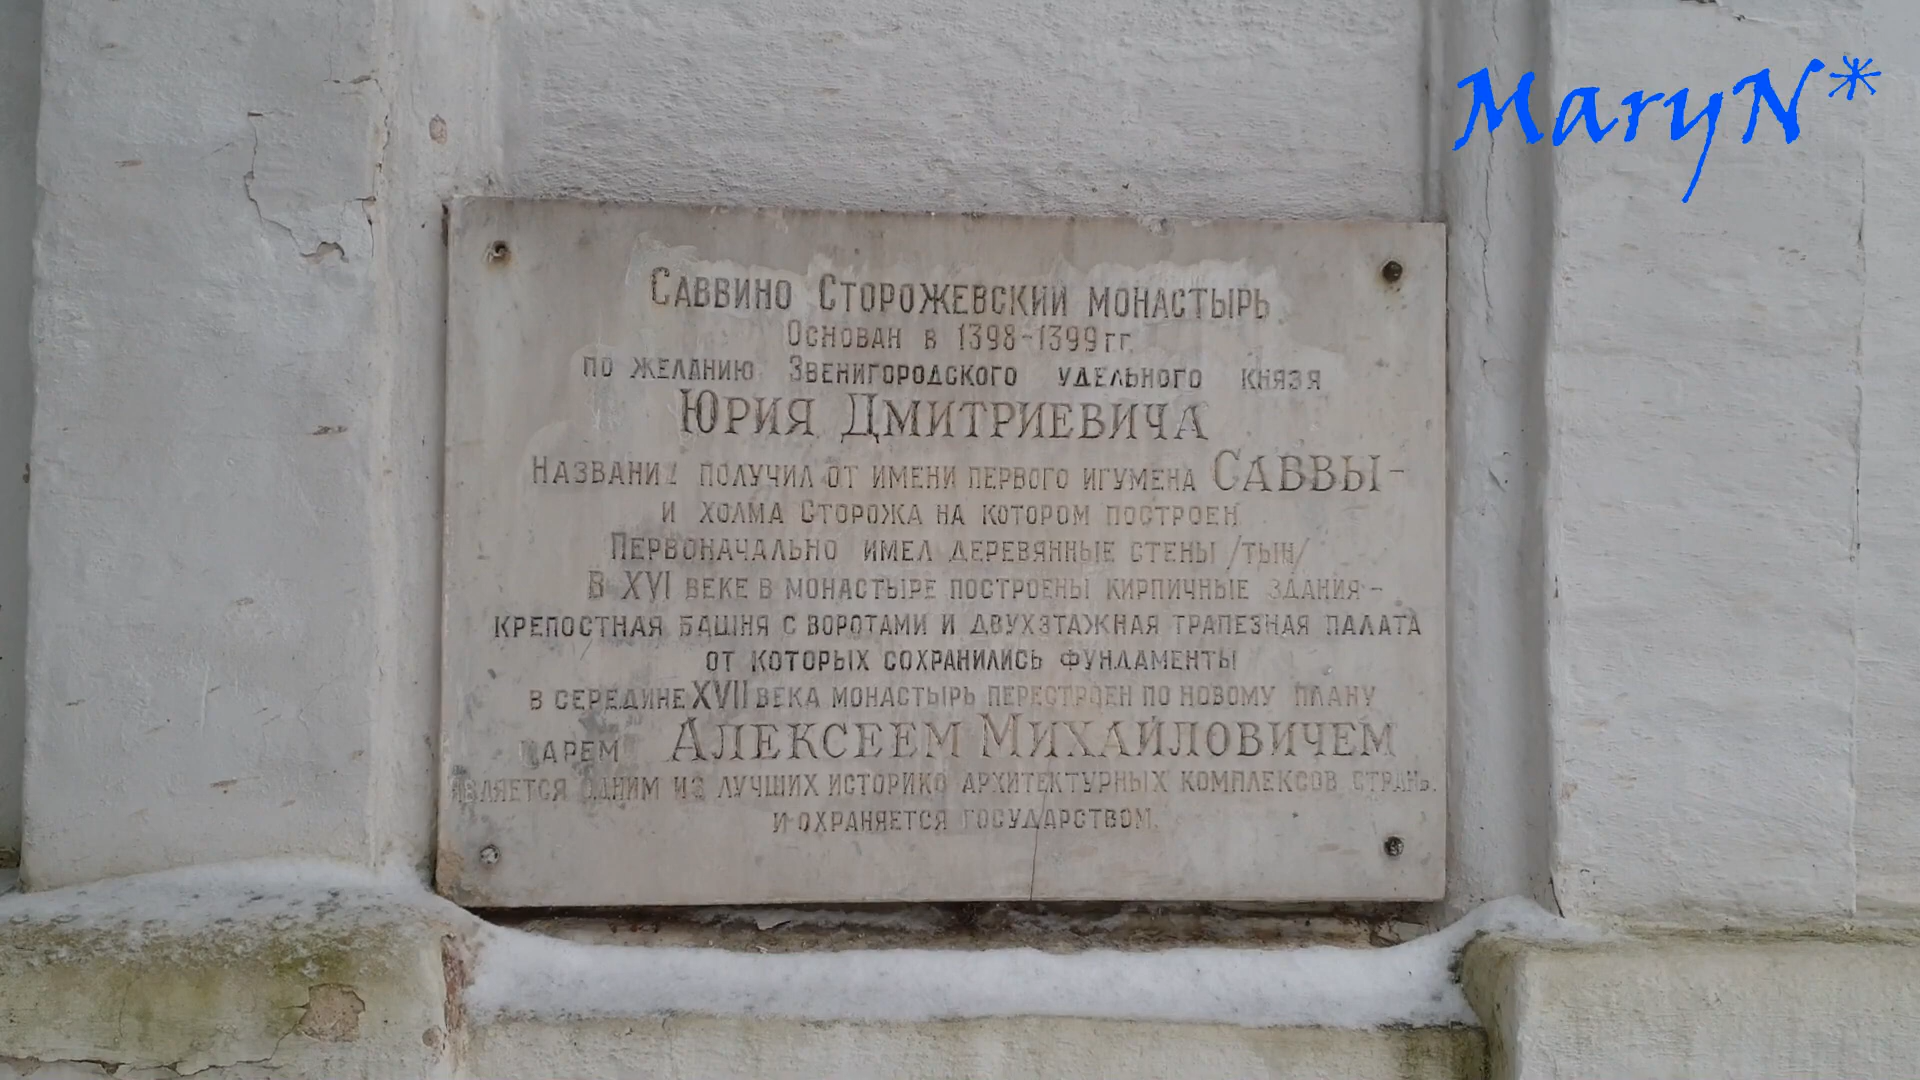 MaryN*
САВВИНО СТОРОЖЕВСКИЙ МОНАСТЫРЬ
ОСНОВАН В 1398-1399 ГГ.
ПО ЖЕЛАНИЮ ЗВЕНИГОРОДСКОГО УДЕЛЬНОГО КНЯЗЯ
ЮРИЯ ДМИТРИЕВИЧА
НАЗВАНИЕ ПОЛУЧИЛ ОТ ИМЕНИ ПЕРВОГО ИГУМЕНА САВВЫ-
И ХОЛМА СТОРОЖА НА КОТОРОМ ПОСТРОЕН
ПЕРВОНАЧАЛЬНО ИМЕЛ ДЕРЕВЯННЫЕ СТЕНЫ /ТЫН/
В XVI ВЕКЕ В МОНАСТЫРЕ ПОСТРОЕНЫ КИРПИЧНЫЕ ЗДАНИЯ-
КРЕПОСТНАЯ БАШНЯ С ВОРОТАМИ И ДВУХЭТАЖНАЯ ТРАПЕЗНАЯ ПАЛАТА
ОТ КОТОРЫХ СОХРАНИЛИСЬ ФУНДАМЕНТЫ
В СЕРЕДИНЕ XVII ВЕКА МОНАСТЫРЬ ПЕРЕСТРОЕН ПО НОВОМУ ПЛАНУ
ЦАРЕМ АЛЕКСЕЕМ МИХАЙЛОВИЧЕМ
ЯВЛЯЕТСЯ ОДНИМ ИЗ ЛУЧШИХ ИСТОРИКО АРХИТЕКТУРНЫХ КОМПЛЕКСОВ СТРАНЫ
И ОХРАНЯЕТСЯ ГОСУДАРСТВОМ.